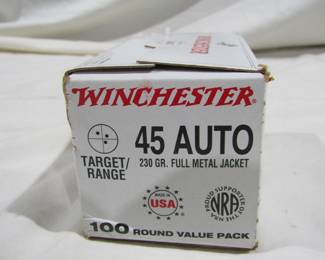 WINCHESTER
TARGET/
RANGE
45 AUTO
230 GR. FULL METAL JACKET
MADE IN
USA
PROUD SUPPORTER
NRA
OF THE NRA
100 ROUND VALUE PACK